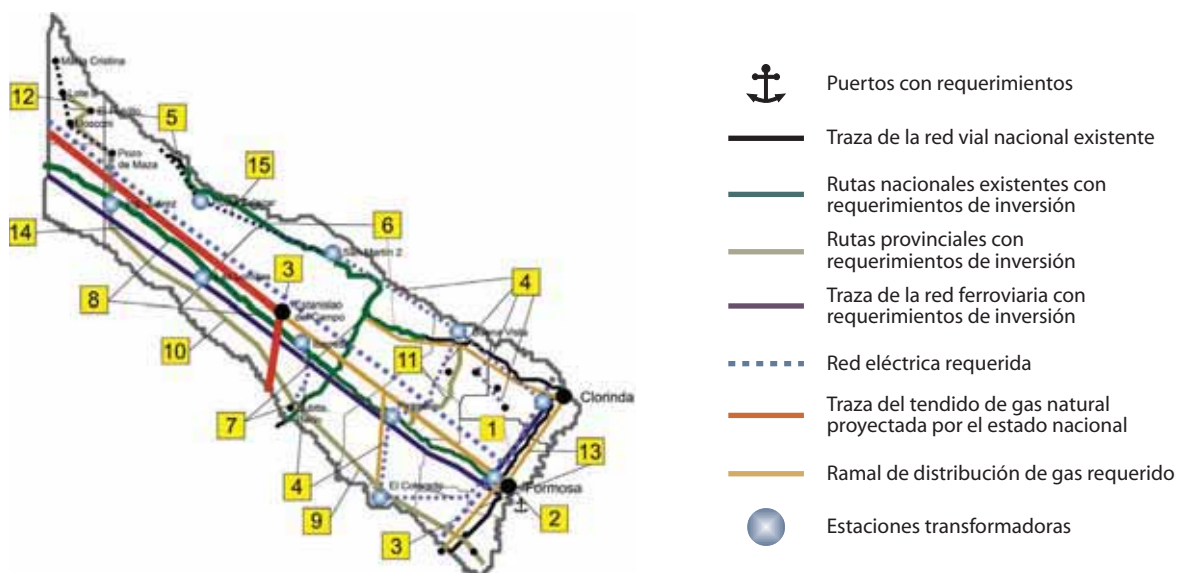 María Cristina
12
5
Pozo
de Maza
15
6
San Martín 2
14
3
4
Estanislao
del Campo
8
Buena Vista
10
11
Clorinda
7
1
13
El Colorado
Formosa
4
9
3
2
Puertos con requerimientos
Traza de la red vial nacional existente
Rutas nacionales existentes con
requerimientos de inversión
Rutas provinciales con
requerimientos de inversión
Traza de la red ferroviaria con
requerimientos de inversión
Red eléctrica requerida
Traza del tendido de gas natural
proyectada por el estado nacional
Ramal de distribución de gas requerido
Estaciones transformadoras